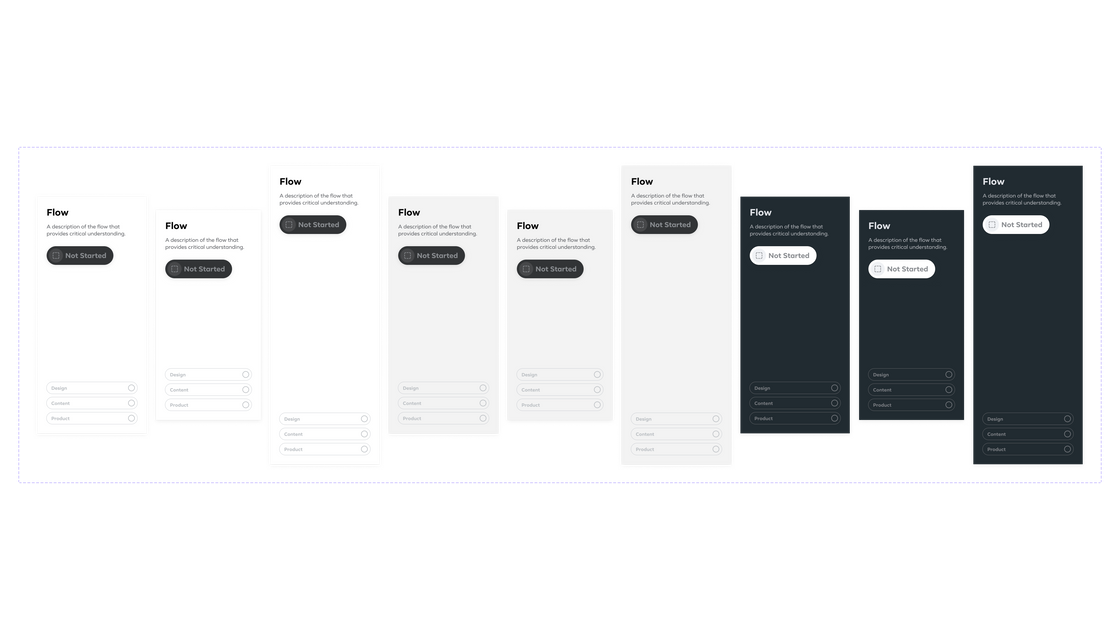 Flow
A description of the flow that
provides critical understanding.
Not Started
Design
Content
Product
Flow
A description of the flow that
provides critical understanding.
Not Started
Design
Content
Product
Flow
A description of the flow that
provides critical understanding.
Not Started
Design
Content
Product
Flow
A description of the flow that
provides critical understanding.
Not Started
Design
Content
Product
Flow
A description of the flow that
provides critical understanding.
Not Started
Design
Content
Product
Flow
A description of the flow that
provides critical understanding.
Not Started
Design
Content
Product
Flow
A description of the flow that
provides critical understanding.
Not Started
Design
Content
Product
Flow
A description of the flow that
provides critical understanding.
Not Started
Design
Content
Product
Flow
A description of the flow that
provides critical understanding.
Not Started
Design
Content
Product